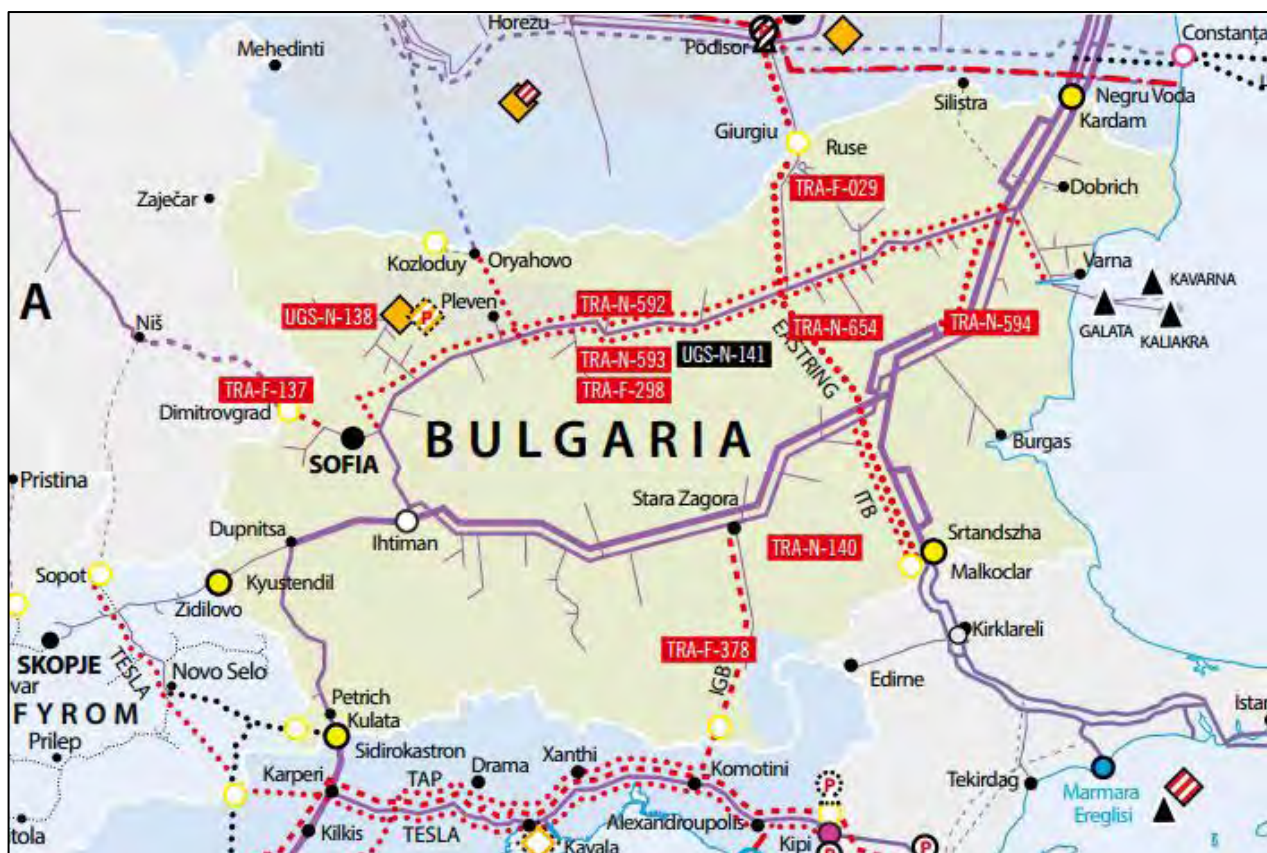 Horezu
Mehedinti
Podisor
Constanța
Silistra
Negru Voda
Kardam
Giurgiu
Ruse
TRA-F-029
Dobrich
Zaječar
Kozloduy
Oryahovo
Varna
KAVARNA
GALATA
KALIAKRA
A
UGS-N-138
P
Pleven
TRA-N-592
TRA-N-654
TRA-N-594
Niš
TRA-N-593
UGS-N-141
EASTRING
TRA-F-137
TRA-F-298
Dimitrovgrad
BULGARIA
SOFIA
Burgas
Pristina
Stara Zagora
ITB
Dupnitsa
Ihtiman
TRA-N-140
Srtandszha
Malkoclar
Sopot
Kyustendil
Zidilovo
Kirklareli
SKOPJE
TESLA
TRA-F-378
Novo Selo
var
IGB
Edirne
FYROM
Petrich
Kulata
Prilep
Sidirokastron
Istan
Karperi
TAP
Drama
Xanthi
Komotini
P
Tekirdag
Marmara
Ereglisi
tola
Kilkis
TESLA
Kavala
Alexandroupolis
Kipi
P
P